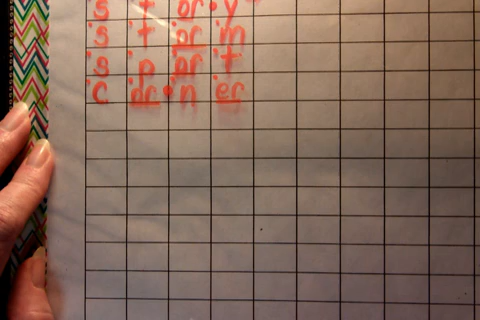 s t or • y
s t or m
s p or t
c or • n er